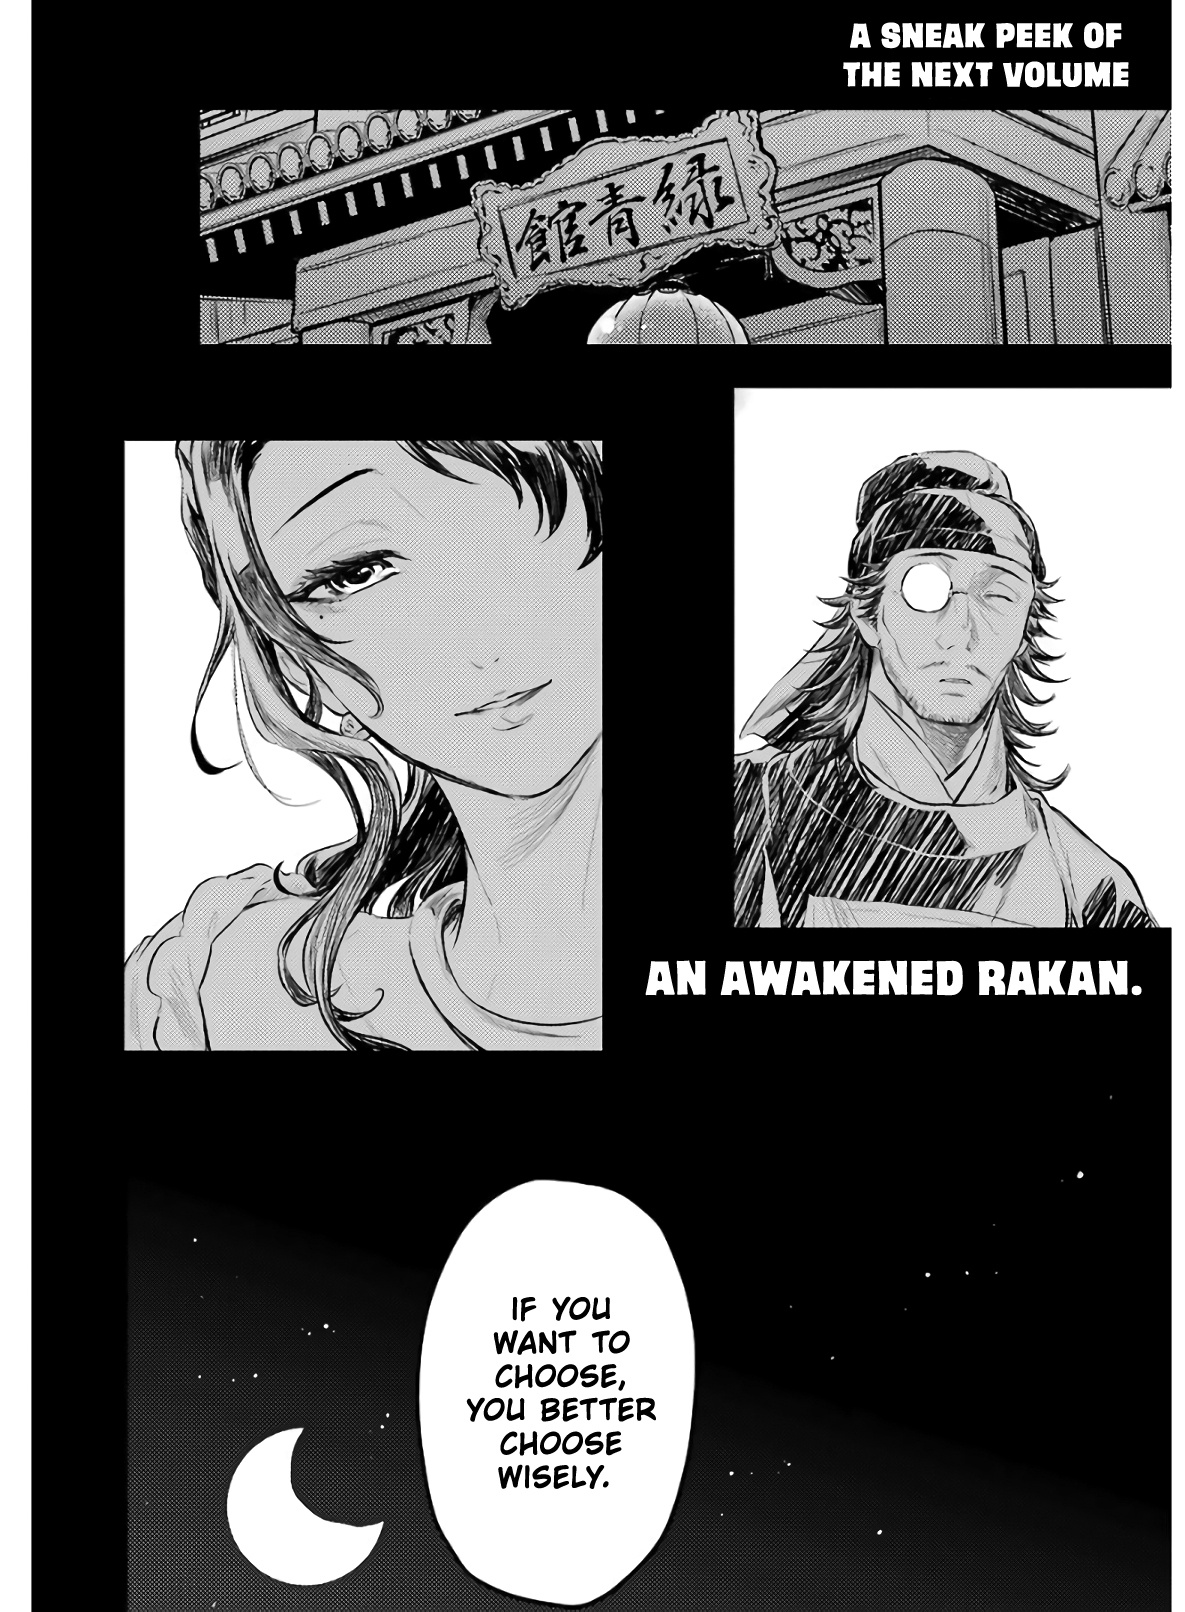 A SNEAK PEEK OF
THE NEXT VOLUME
緑青館
AN AWAKENED RAKAN.
IF YOU
WANT TO
CHOOSE,
YOU BETTER
CHOOSE
WISELY.